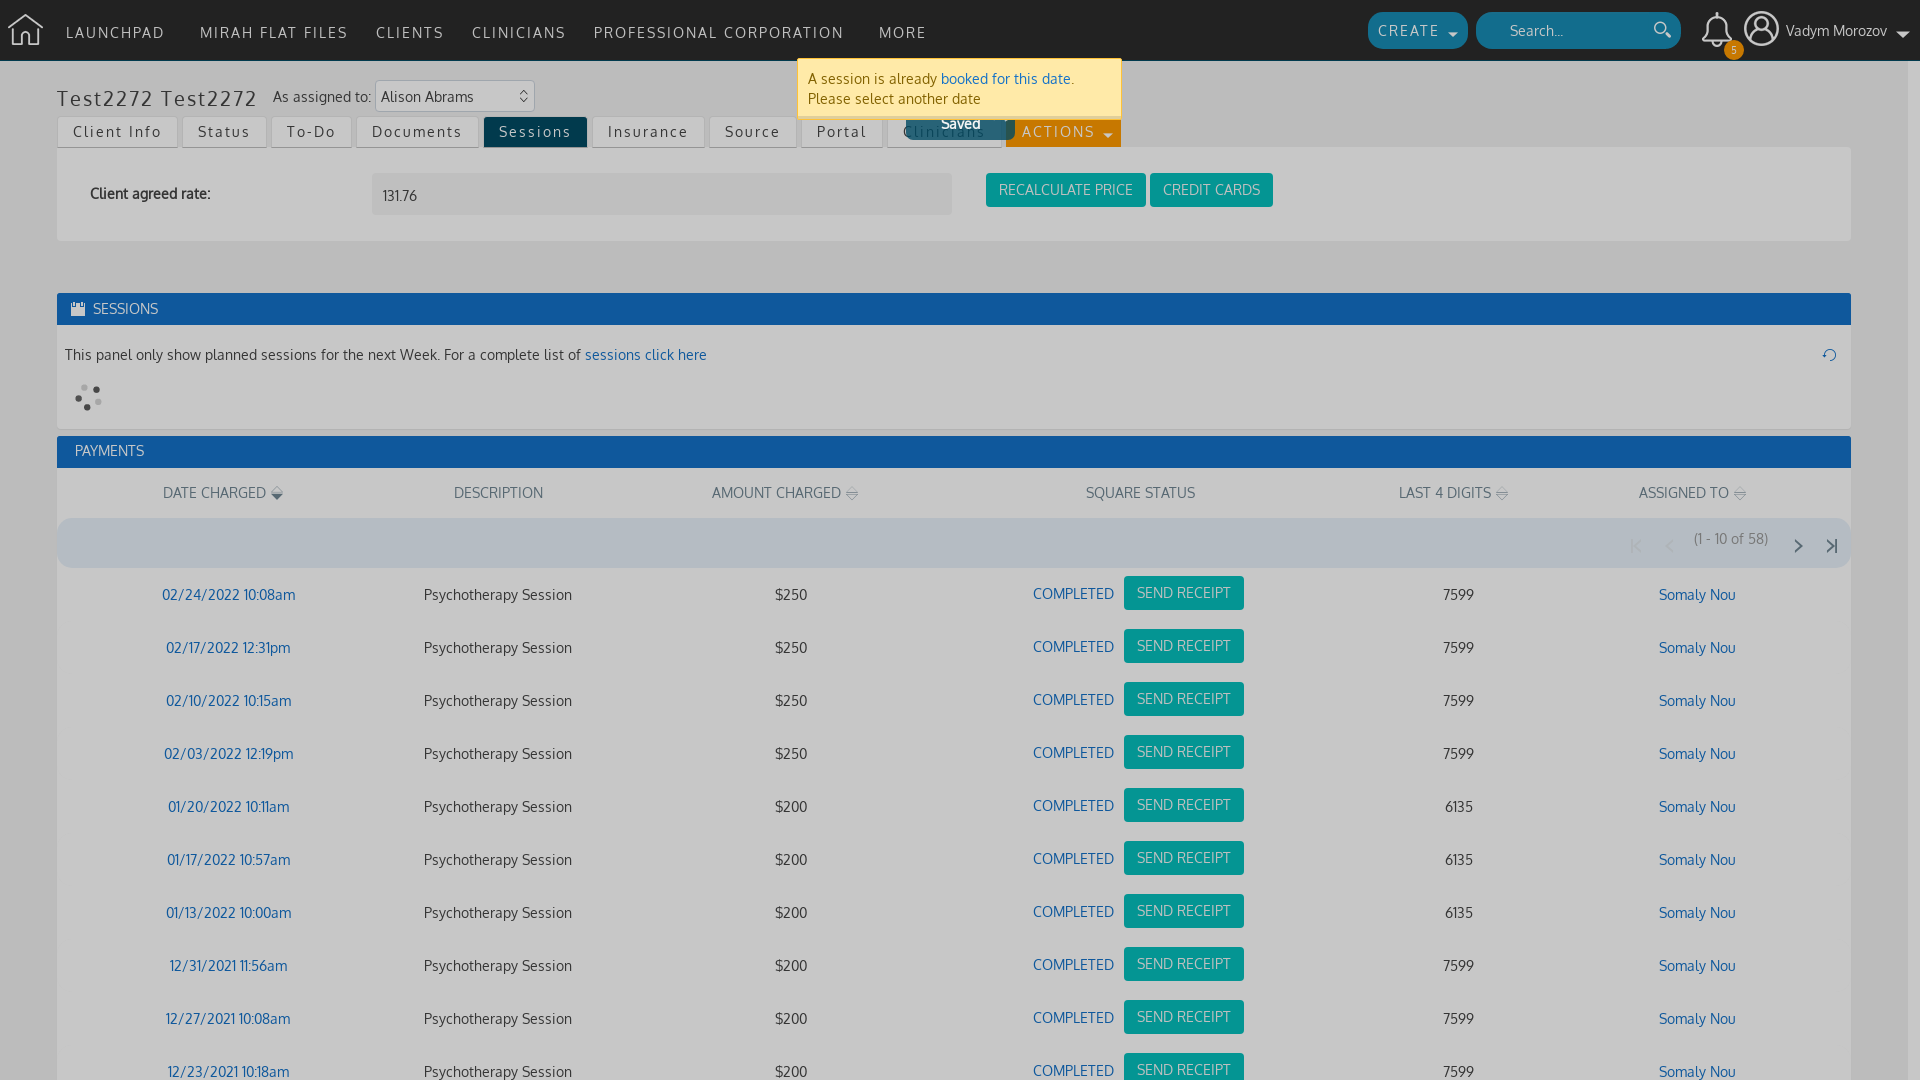 LAUNCHPAD MIRAH FLAT FILES CLIENTS CLINICIANS PROFESSIONAL CORPORATION MORE CREATE Search... 5 Vadym Morozov
A session is already booked for this date.
Please select another date
Saved
Test2272 Test2272 As assigned to: Alison Abrams
Client Info Status To-Do Documents Sessions Insurance Source Portal Clinicians ACTIONS
Client agreed rate: 131.76 RECALCULATE PRICE CREDIT CARDS
SESSIONS
This panel only show planned sessions for the next Week. For a complete list of sessions click here
PAYMENTS
DATE CHARGED DESCRIPTION AMOUNT CHARGED SQUARE STATUS LAST 4 DIGITS ASSIGNED TO
(1 - 10 of 58)
02/24/2022 10:08am Psychotherapy Session $250 COMPLETED SEND RECEIPT 7599 Somaly Nou
02/17/2022 12:31pm Psychotherapy Session $250 COMPLETED SEND RECEIPT 7599 Somaly Nou
02/10/2022 10:15am Psychotherapy Session $250 COMPLETED SEND RECEIPT 7599 Somaly Nou
02/03/2022 12:19pm Psychotherapy Session $250 COMPLETED SEND RECEIPT 7599 Somaly Nou
01/20/2022 10:11am Psychotherapy Session $200 COMPLETED SEND RECEIPT 6135 Somaly Nou
01/17/2022 10:57am Psychotherapy Session $200 COMPLETED SEND RECEIPT 6135 Somaly Nou
01/13/2022 10:00am Psychotherapy Session $200 COMPLETED SEND RECEIPT 6135 Somaly Nou
12/31/2021 11:56am Psychotherapy Session $200 COMPLETED SEND RECEIPT 7599 Somaly Nou
12/27/2021 10:08am Psychotherapy Session $200 COMPLETED SEND RECEIPT 7599 Somaly Nou
12/23/2021 10:18am Psychotherapy Session $200 COMPLETED SEND RECEIPT 7599 Somaly Nou